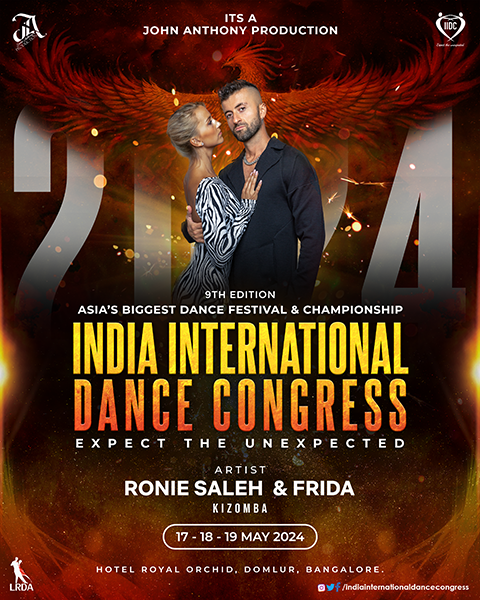 ITS A
JOHN ANTHONY PRODUCTION
JA
IIDC
2024
9TH EDITION
ASIA'S BIGGEST DANCE FESTIVAL & CHAMPIONSHIP
INDIA INTERNATIONAL
DANCE CONGRESS
EXPECT THE UNEXPECTED
ARTIST
RONIE SALEH & FRIDA
KIZOMBA
17 - 18 - 19 MAY 2024
HOTEL ROYAL ORCHID, DOMLUR, BANGALORE.
LRDA
/indiainternationaldancecongress